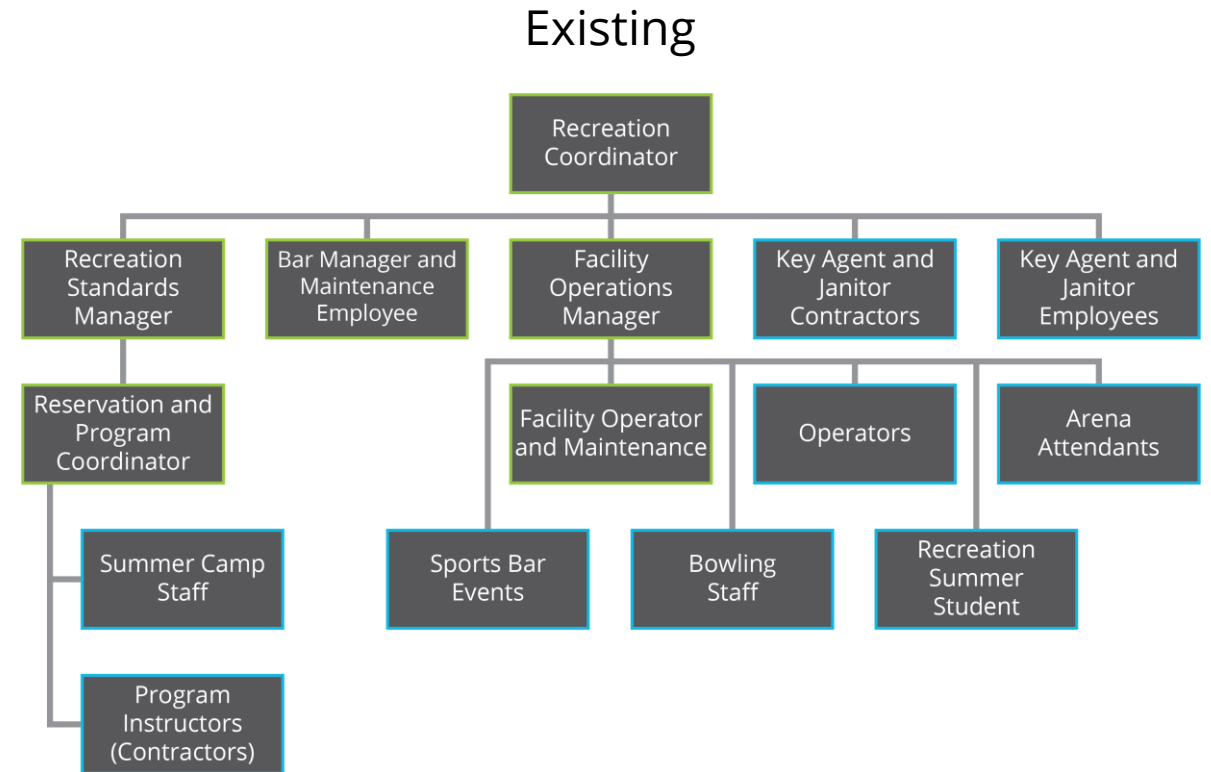 Existing
Recreation
Coordinator
Recreation
Standards
Manager
Bar Manager and
Maintenance
Employee
Facility
Operations
Manager
Key Agent and
Janitor
Contractors
Key Agent and
Janitor
Employees
Reservation and
Program
Coordinator
Facility Operator
and Maintenance
Operators
Arena
Attendants
Summer Camp
Staff
Sports Bar
Events
Bowling
Staff
Recreation
Summer
Student
Program
Instructors
(Contractors)